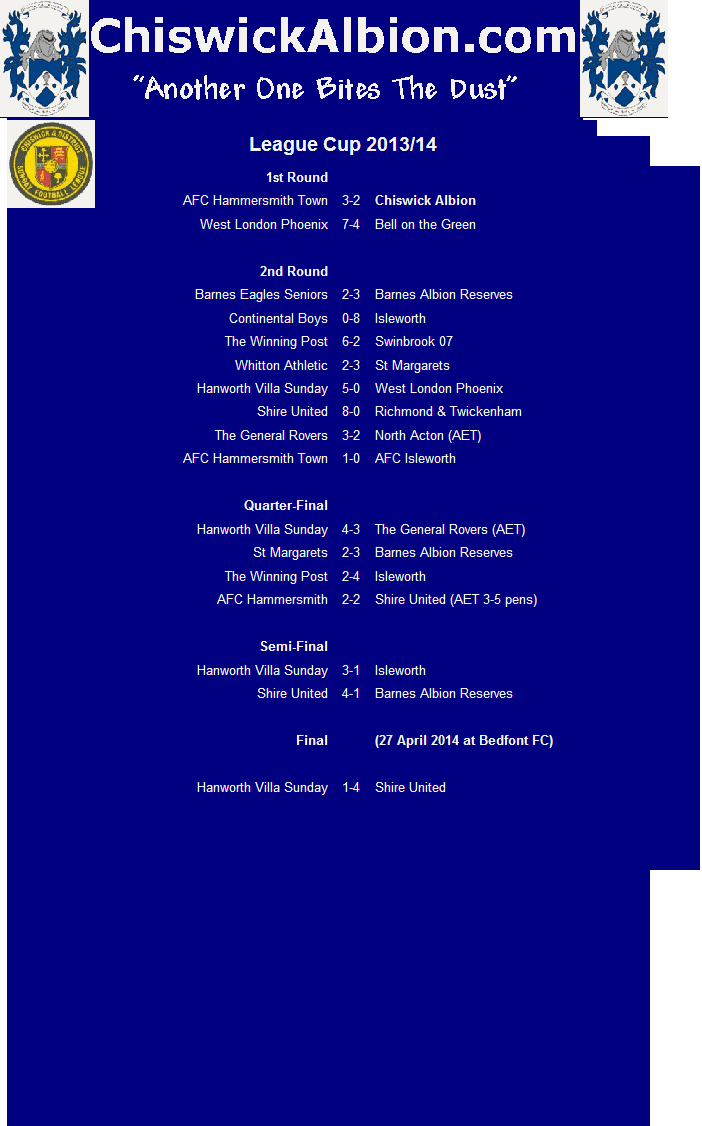 ChiswickAlbion.com
“Another One Bites The Dust”
CHISWICK & DISTRICT
SUNDAY FOOTBALL LEAGUE
League Cup 2013/14
1st Round
AFC Hammersmith Town 3-2 Chiswick Albion
West London Phoenix 7-4 Bell on the Green
2nd Round
Barnes Eagles Seniors 2-3 Barnes Albion Reserves
Continental Boys 0-8 Isleworth
The Winning Post 6-2 Swinbrook 07
Whitton Athletic 2-3 St Margarets
Hanworth Villa Sunday 5-0 West London Phoenix
Shire United 8-0 Richmond & Twickenham
The General Rovers 3-2 North Acton (AET)
AFC Hammersmith Town 1-0 AFC Isleworth
Quarter-Final
Hanworth Villa Sunday 4-3 The General Rovers (AET)
St Margarets 2-3 Barnes Albion Reserves
The Winning Post 2-4 Isleworth
AFC Hammersmith 2-2 Shire United (AET 3-5 pens)
Semi-Final
Hanworth Villa Sunday 3-1 Isleworth
Shire United 4-1 Barnes Albion Reserves
Final (27 April 2014 at Bedfont FC)
Hanworth Villa Sunday 1-4 Shire United